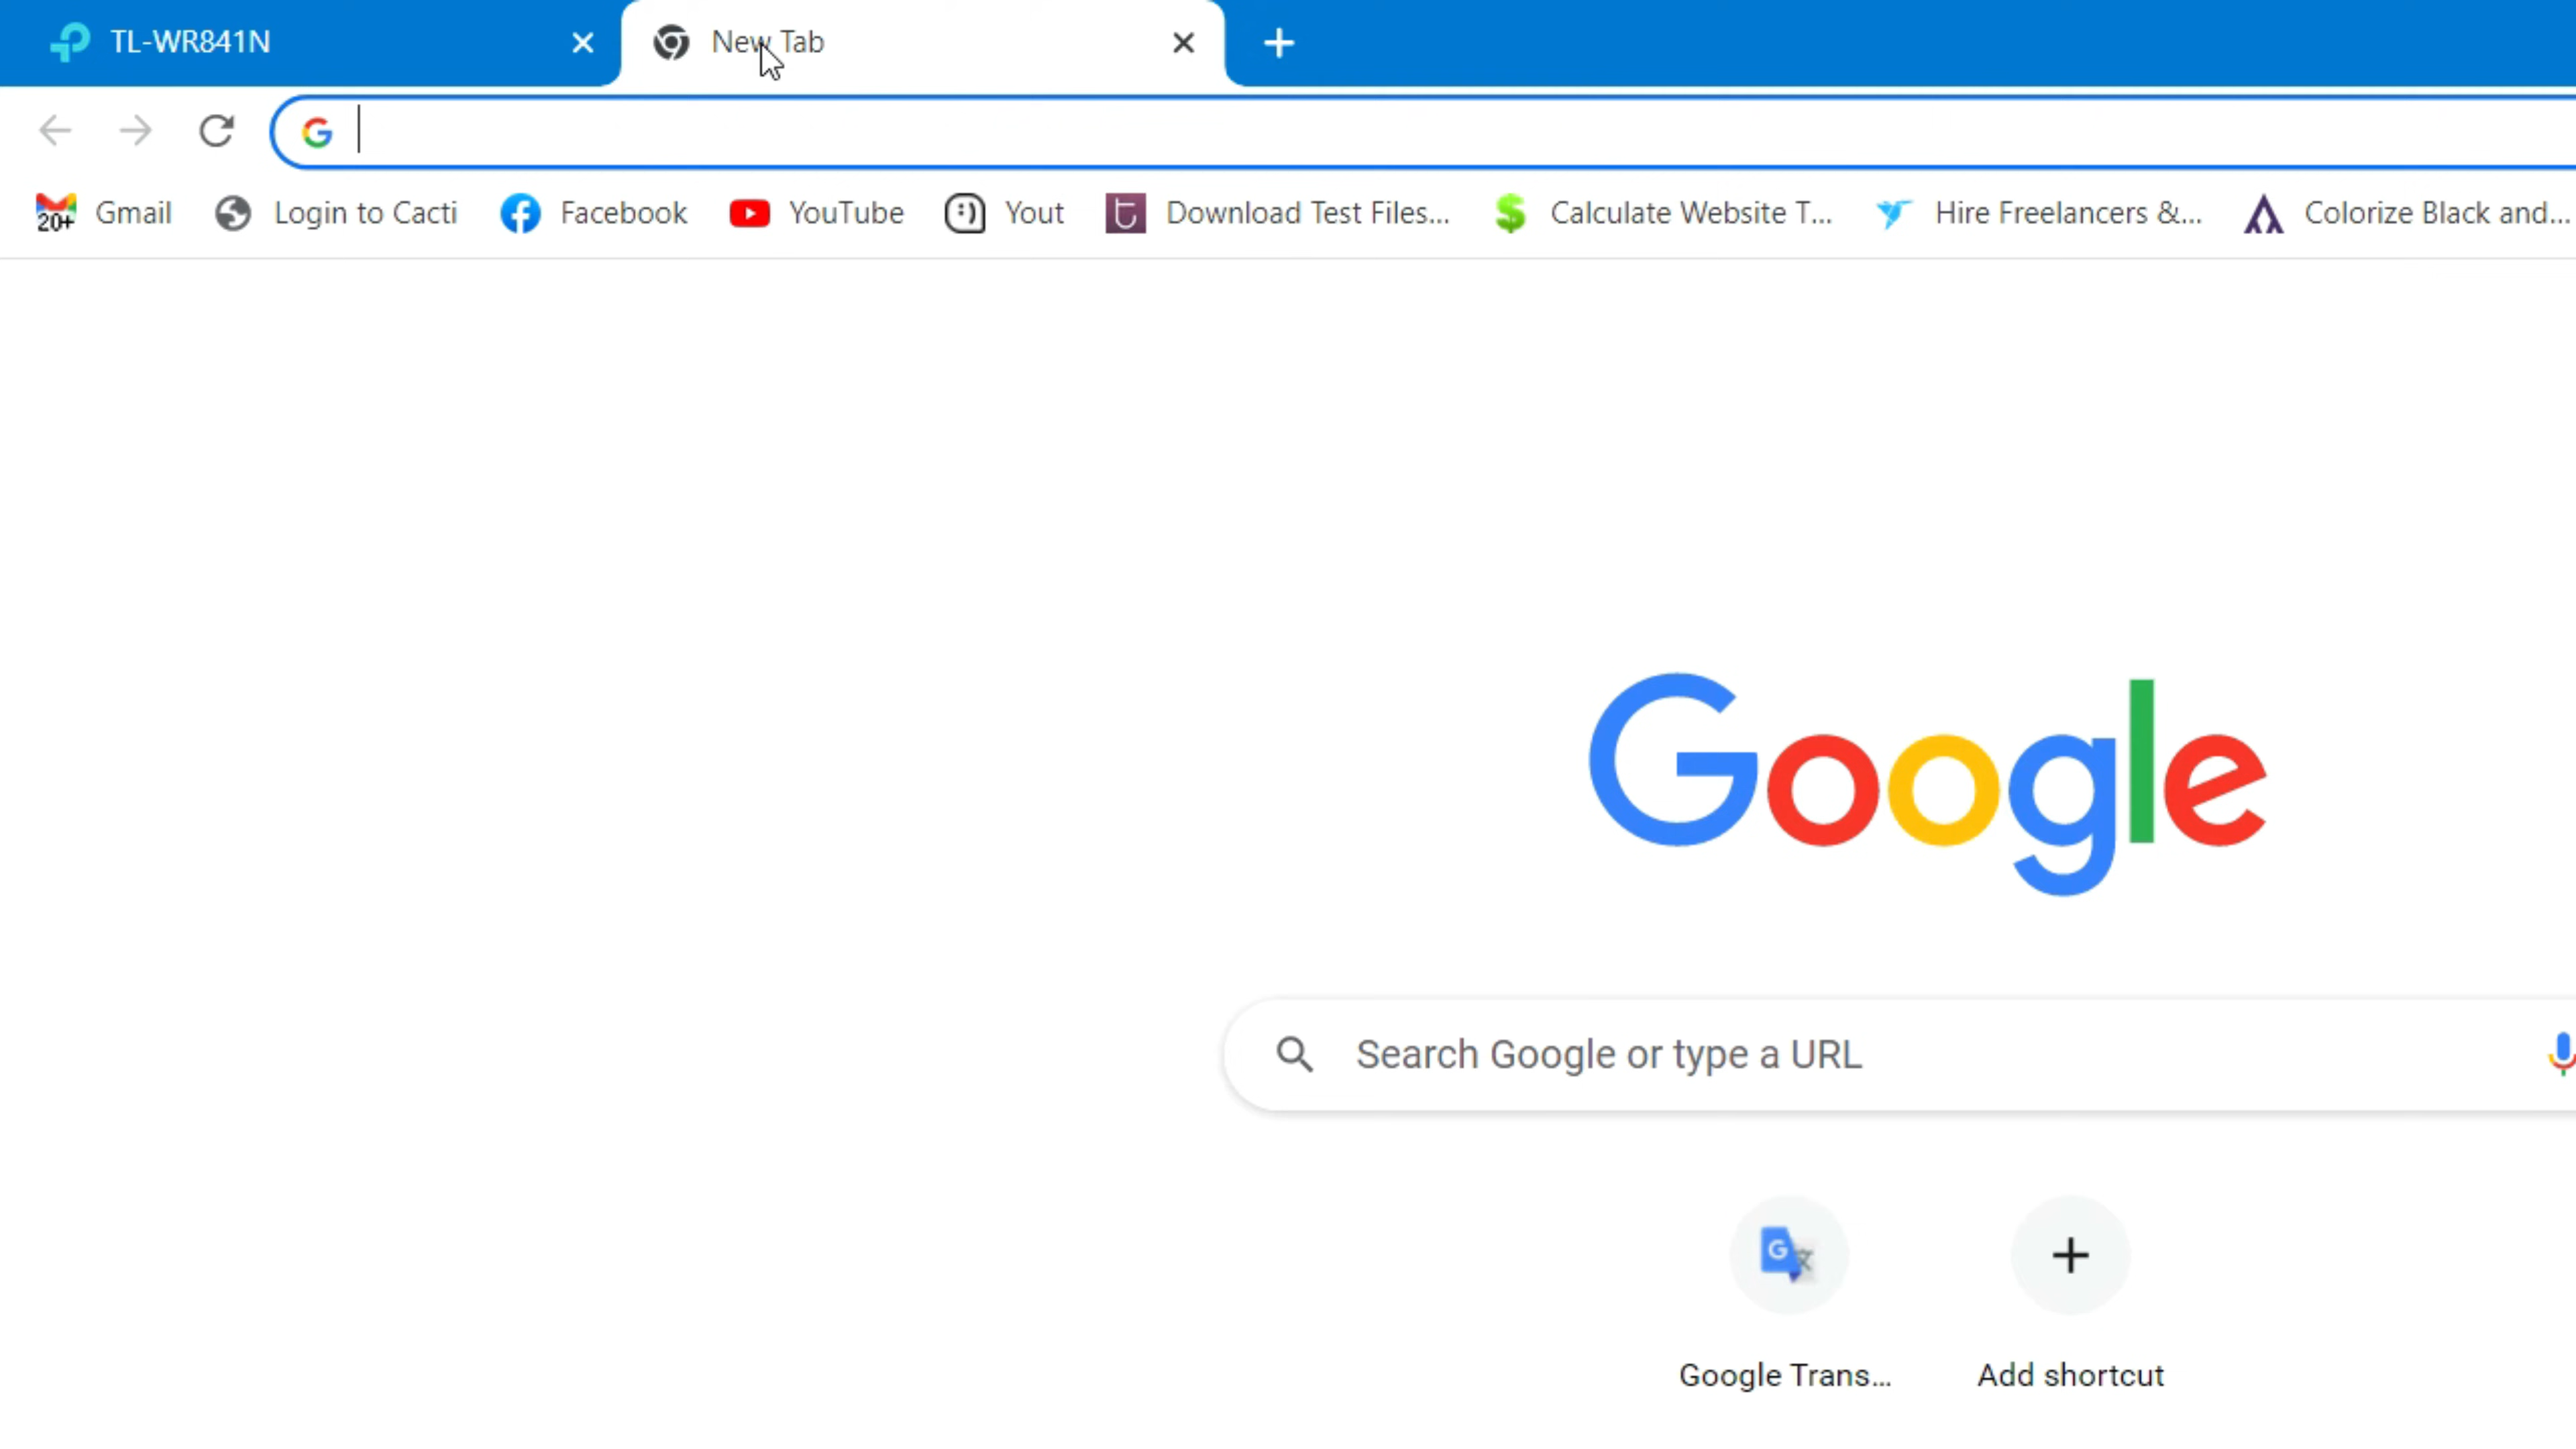 TL-WR841N
New Tab
20+ Gmail Login to Cacti Facebook YouTube Yout Download Test Files... Calculate Website T... Hire Freelancers &... Colorize Black and...
Google
Search Google or type a URL
Google Trans... Add shortcut